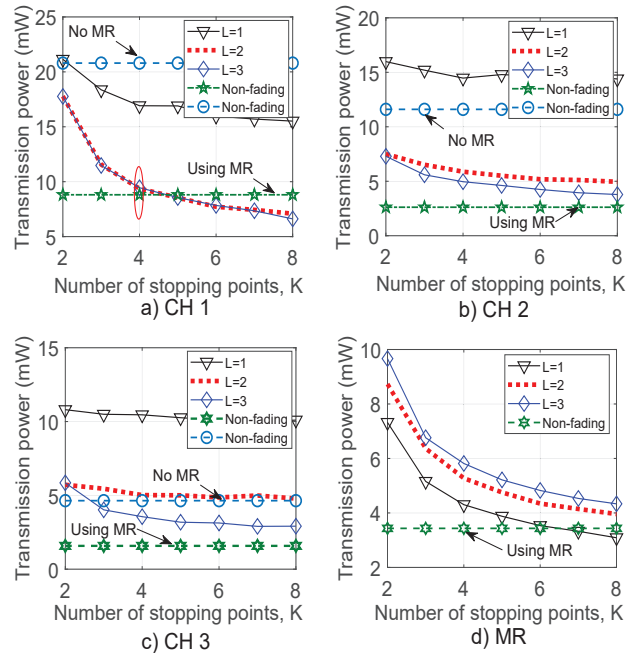 Transmission power (mW)
25
20
15
10
5
No MR
Using MR
L=1
L=2
L=3
Non-fading
Non-fading
2
4
6
8
Number of stopping points, K
a) CH 1
Transmission power (mW)
20
15
10
5
0
No MR
Using MR
L=1
L=2
L=3
Non-fading
Non-fading
2
4
6
8
Number of stopping points, K
b) CH 2
Transmission power (mW)
15
10
5
0
L=1
L=2
L=3
Non-fading
Non-fading
No MR
Using MR
2
4
6
8
Number of stopping points, K
c) CH 3
Transmission power (mW)
10
8
6
4
2
L=1
L=2
L=3
Non-fading
Using MR
2
4
6
8
Number of stopping points, K
d) MR